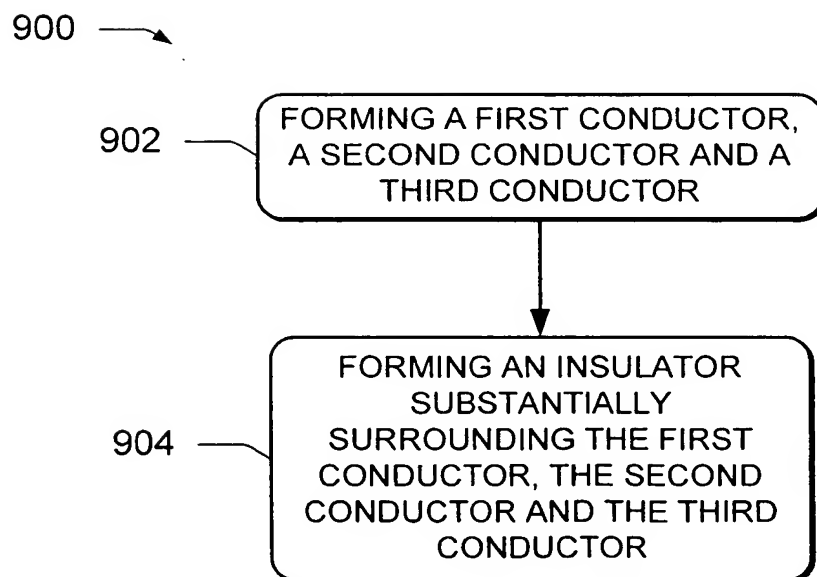 900
902
FORMING A FIRST CONDUCTOR,
A SECOND CONDUCTOR AND A
THIRD CONDUCTOR
904
FORMING AN INSULATOR
SUBSTANTIALLY
SURROUNDING THE FIRST
CONDUCTOR, THE SECOND
CONDUCTOR AND THE THIRD
CONDUCTOR